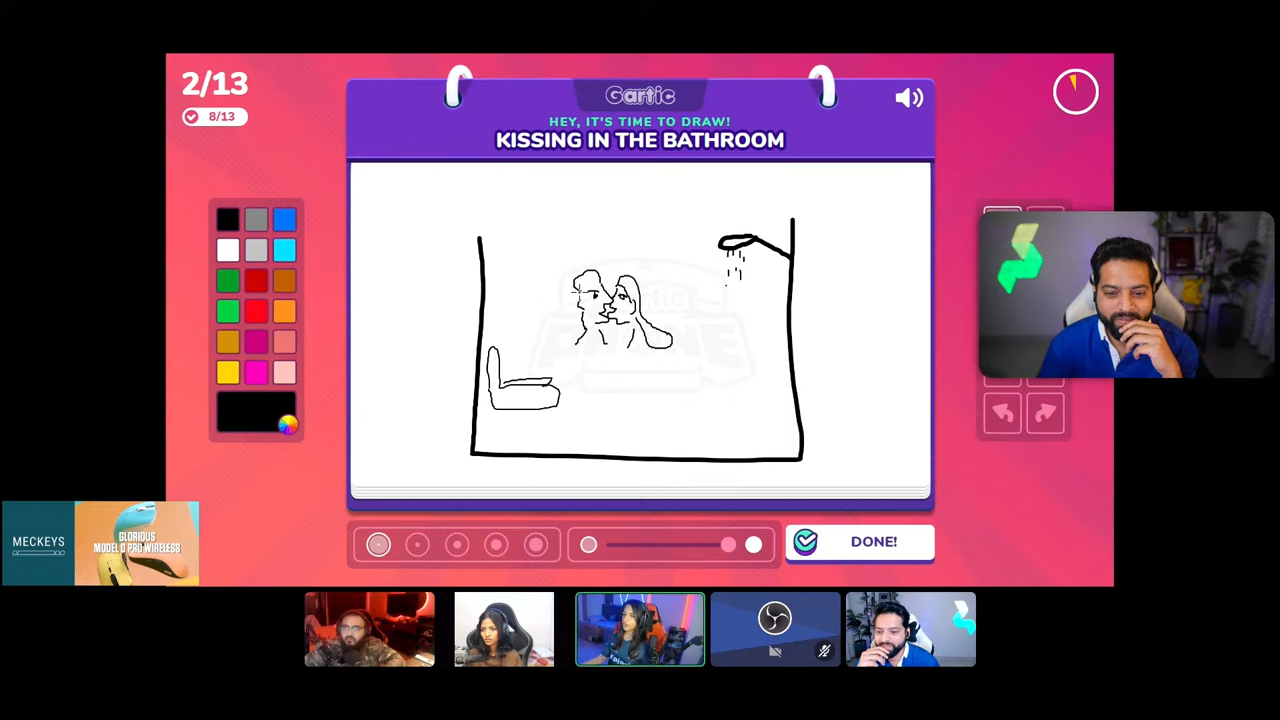 2/13
8/13
Gartic
HEY, IT'S TIME TO DRAW!
KISSING IN THE BATHROOM
MECKEYS
GLORIOUS
MODEL O PRO WIRELESS
DONE!